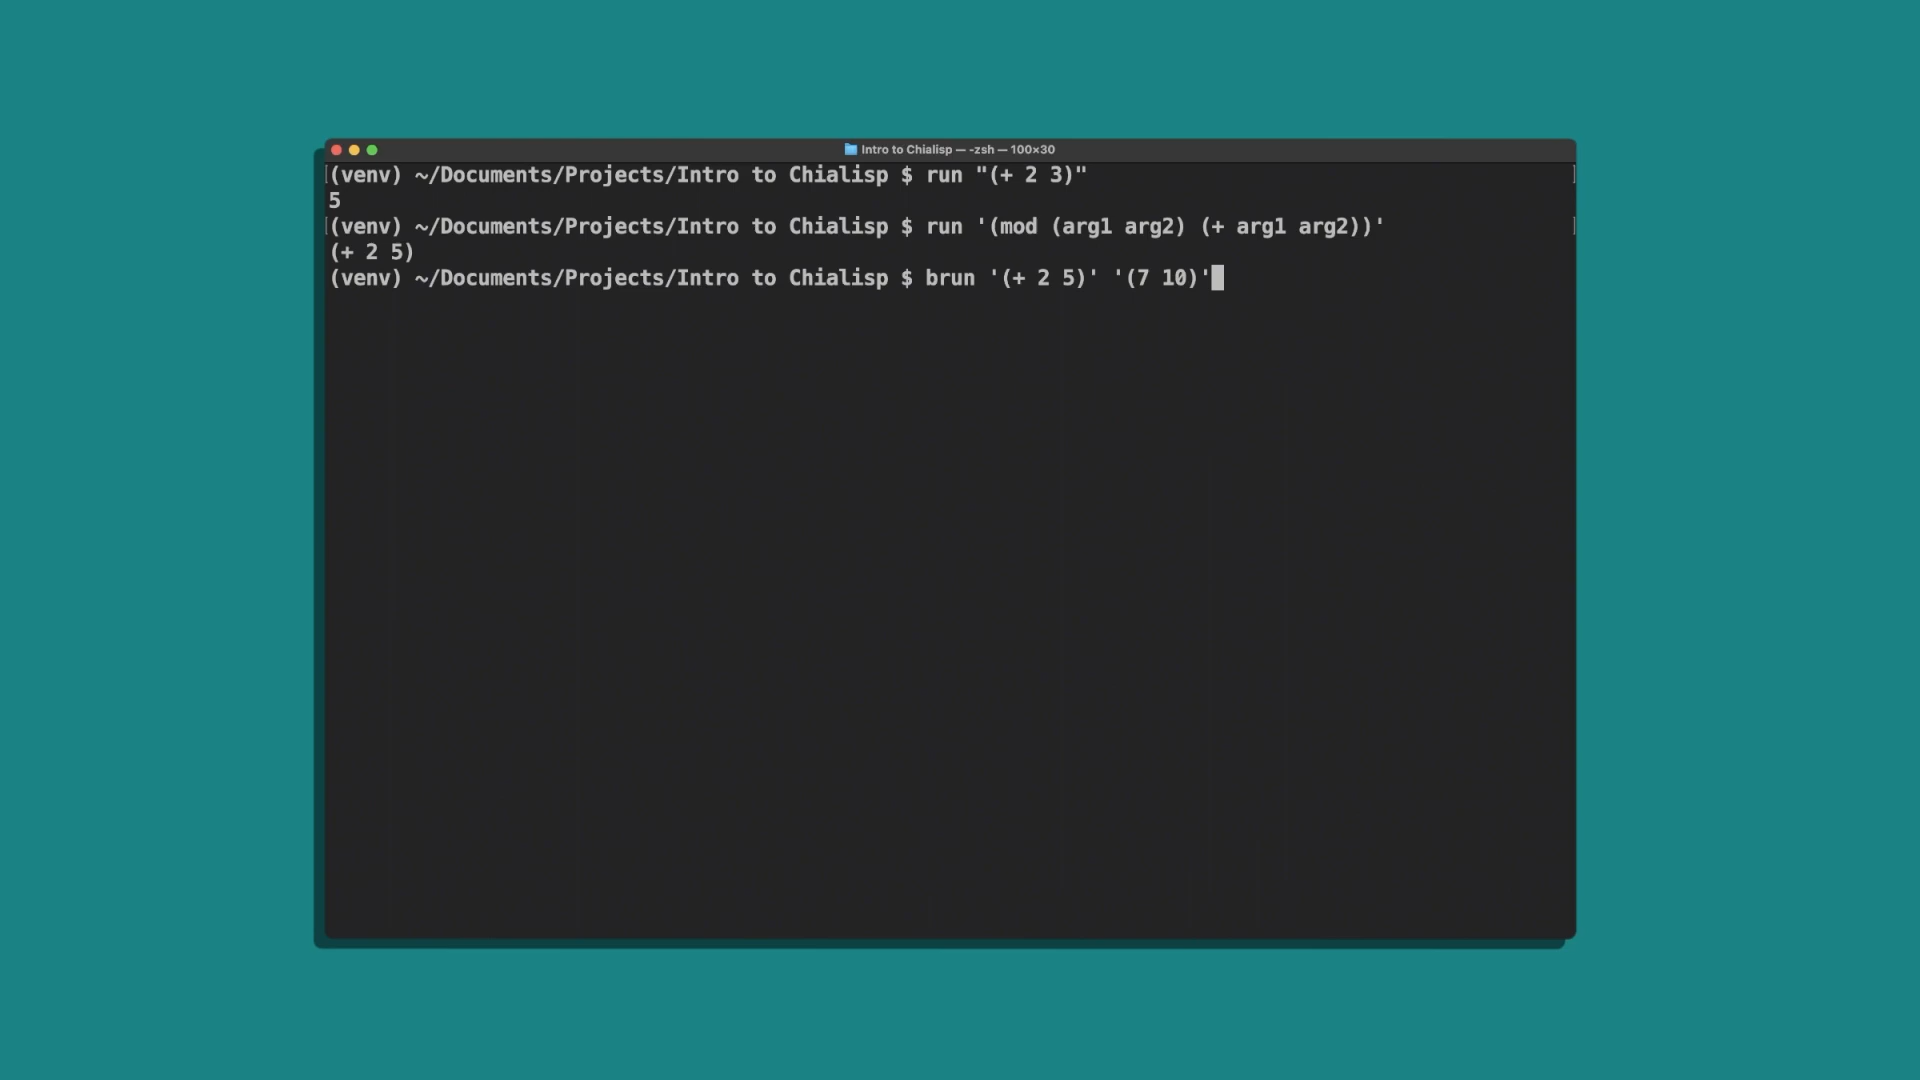 Intro to Chialisp — -zsh — 100×30
(venv) ~/Documents/Projects/Intro to Chialisp $ run "(+ 2 3)"
5
(venv) ~/Documents/Projects/Intro to Chialisp $ run '(mod (arg1 arg2) (+ arg1 arg2))'
(+ 2 5)
(venv) ~/Documents/Projects/Intro to Chialisp $ brun '(+ 2 5)' '(7 10)'